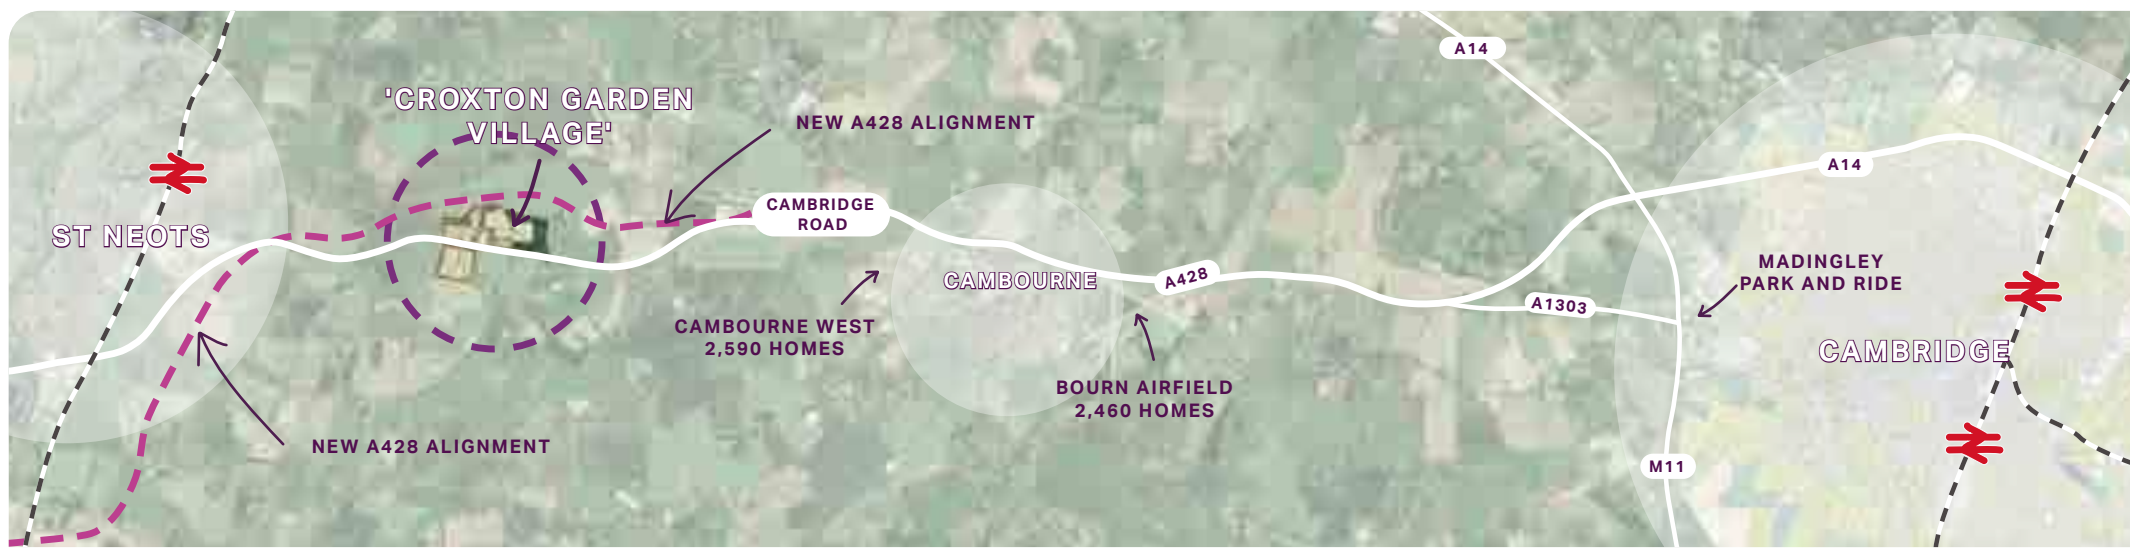 A14
'CROXTON GARDEN
VILLAGE'
NEW A428 ALIGNMENT
A14
CAMBRIDGE
ROAD
ST NEOTS
MADINGLEY
PARK AND RIDE
CAMBOURNE
A428
A1303
CAMBOURNE WEST
2,590 HOMES
CAMBRIDGE
BOURN AIRFIELD
2,460 HOMES
NEW A428 ALIGNMENT
M11